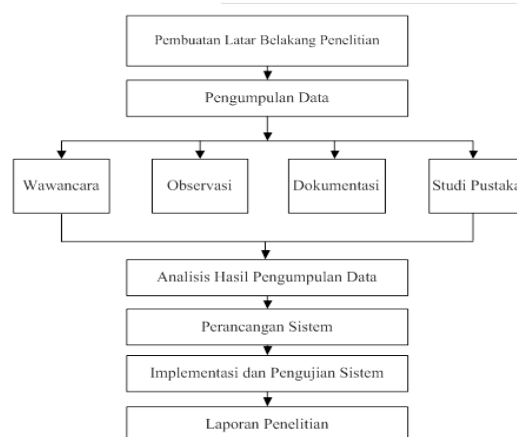 Pembuatan Latar Belakang Penelitian
Pengumpulan Data
Wawancara
Observasi
Dokumentasi
Studi Pustaka
Analisis Hasil Pengumpulan Data
Perancangan Sistem
Implementasi dan Pengujian Sistem
Laporan Penelitian